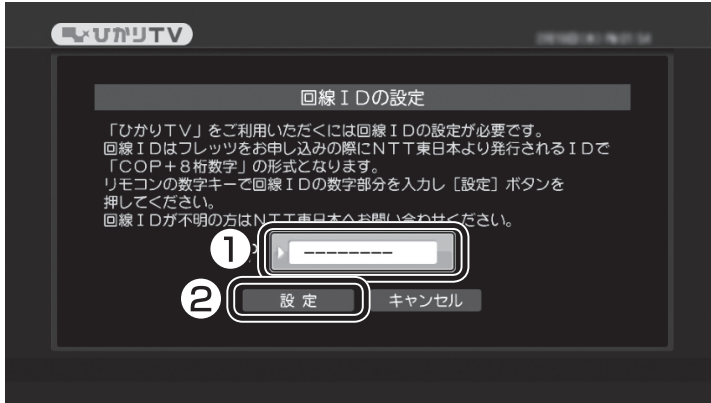 ひかりTV
回線ＩＤの設定
「ひかりＴＶ」をご利用いただくには回線ＩＤの設定が必要です。
回線ＩＤはフレッツをお申し込みの際にＮＴＴ東日本より発行されるＩＤで
「ＣＯＰ＋８桁数字」の形式となります。
リモコンの数字キーで回線ＩＤの数字部分を入力し［設定］ボタンを
押してください。
回線ＩＤが不明の方はＮＴＴ東日本へお問い合わせください。
① --------
② 設 定 キャンセル